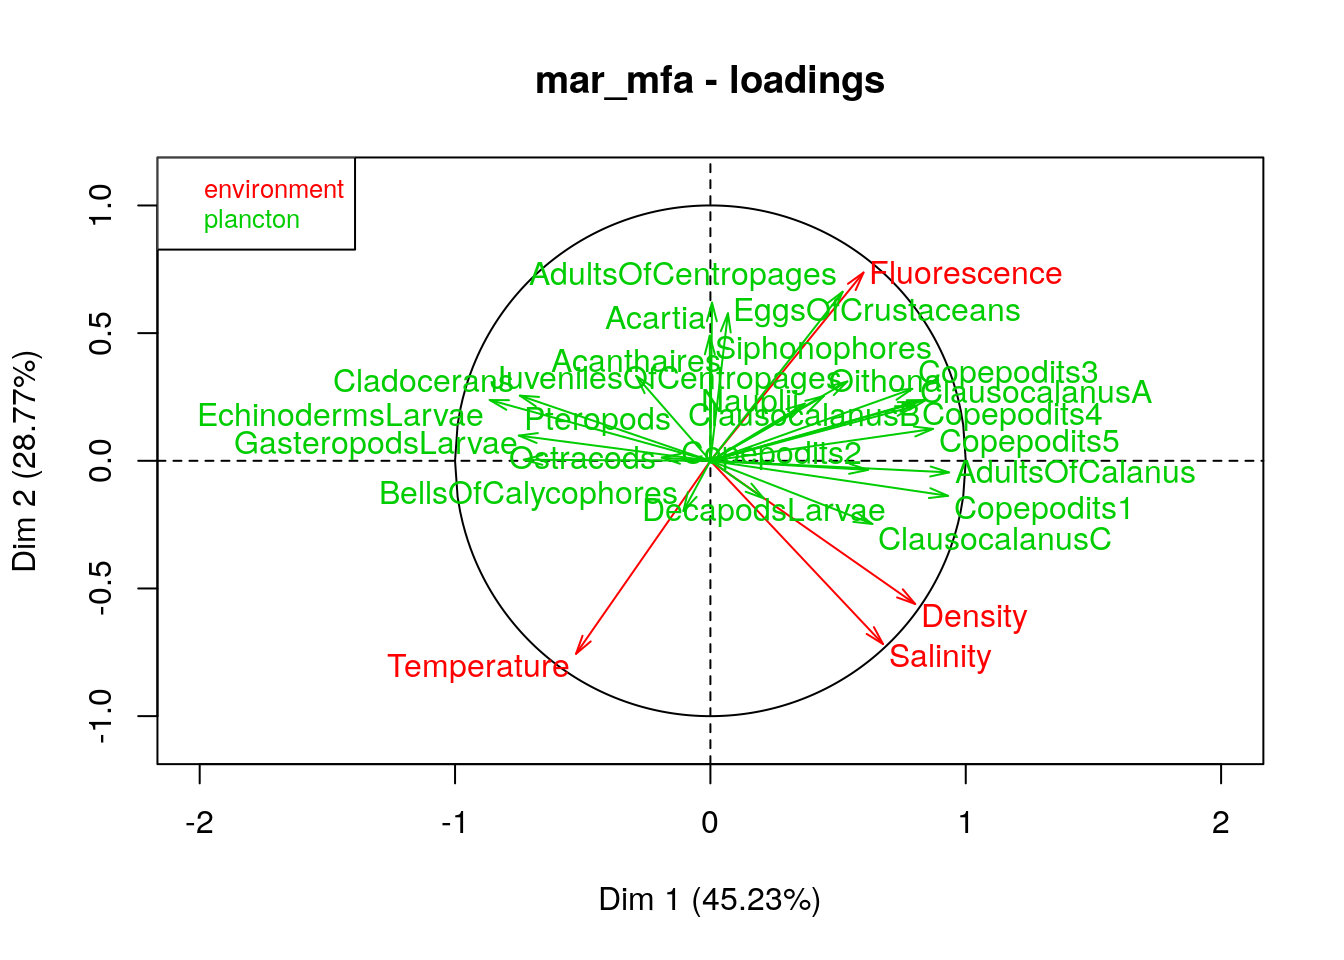 mar_mfa - loadings
environment
plancton
1.0
0.5
0.0
-0.5
-1.0
Dim 2 (28.77%)
AdultsOfCentropages
Fluorescence
Acartia
EggsOfCrustaceans
Acanthaires
Siphonophores
Cladocerans
JuvenilesOfCentropages
Oithona
Copepodits3
Nauplii
ClausocalanusA
EchinodermsLarvae
Pteropods
ClausocalanusB
Copepodits4
GasteropodsLarvae
Ostracods
Copepodits2
Copepodits5
AdultsOfCalanus
BellsOfCalycophores
DecapodsLarvae
Copepodits1
ClausocalanusC
Density
Salinity
Temperature
-2
-1
0
1
2
Dim 1 (45.23%)